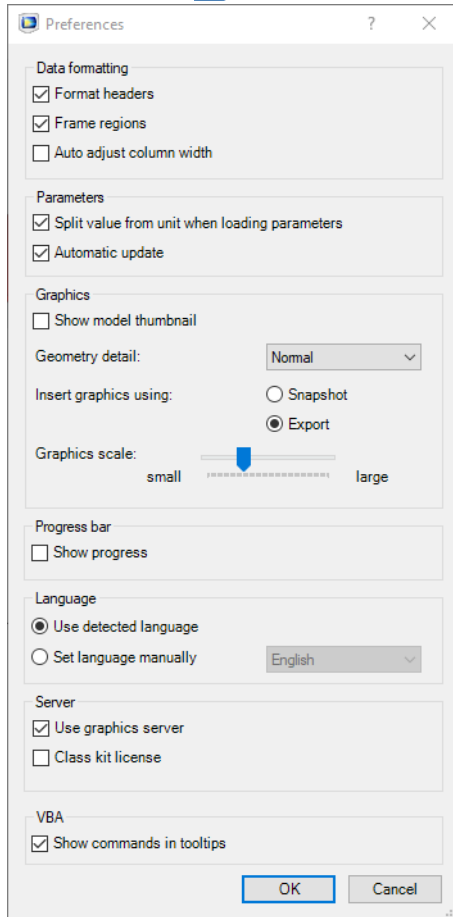 Preferences
Data formatting
Format headers
Frame regions
Auto adjust column width
Parameters
Split value from unit when loading parameters
Automatic update
Graphics
Show model thumbnail
Geometry detail: Normal
Insert graphics using: Snapshot
Export
Graphics scale:
small large
Progress bar
Show progress
Language
Use detected language
Set language manually English
Server
Use graphics server
Class kit license
VBA
Show commands in tooltips
OK Cancel